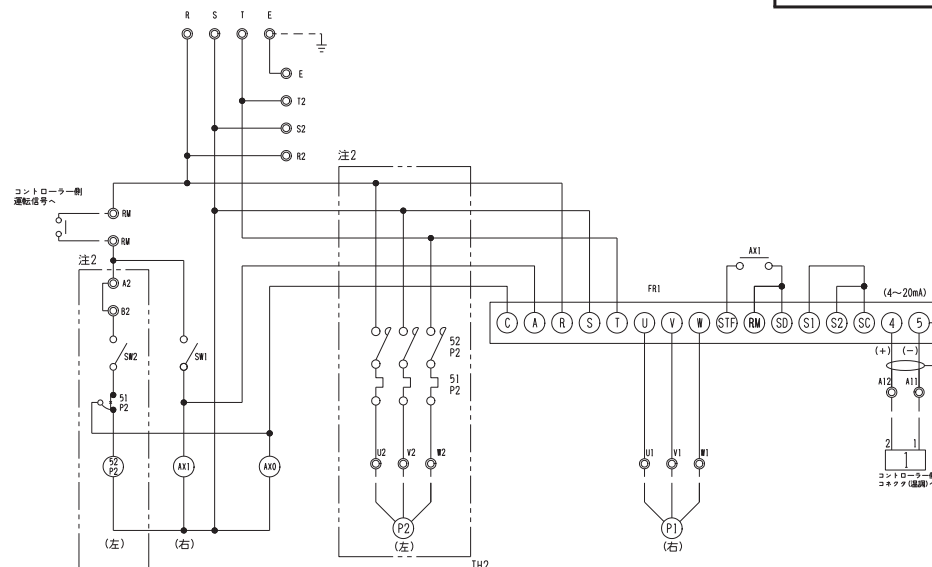 R S T E
E
T2
S2
R2
注2
コントローラー側
運転信号へ
RM
RM
注2
A2
B2
SW2
SW1
51
P2
52
P2
AX1
AX0
(左)
(右)
52
P2
51
P2
U2 V2 W2
P2
(左)
TH2
FR1
AX1
(4～20mA)
C A R S T U V W STF RM SD S1 S2 SC 4 5
(+) (-)
A12 A11
2 1
1
コントローラー側
コネクタ(温調)へ
U1 V1 W1
P1
(右)